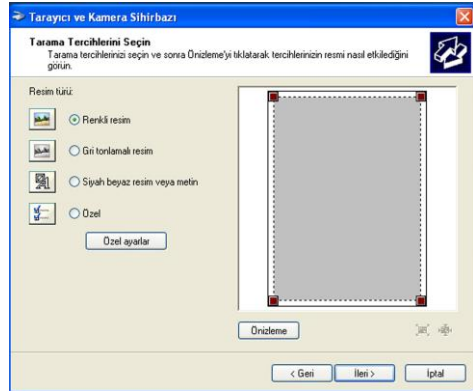 Tarayıcı ve Kamera Sihirbazı
Tarama Tercihlerini Seçin
Tarama tercihlerinizi seçin ve sonra Önizleme'yi tıklatarak tercihlerinizin resmi nasıl etkilediğini
görün.
Resim türü:
Renkli resim
Gri tonlamalı resim
Siyah beyaz resim veya metin
Özel
Özel ayarlar
Önizleme
< Geri
İleri >
İptal